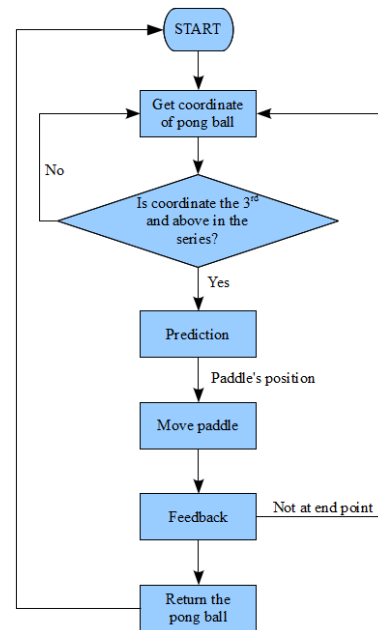 START
Get coordinate
of pong ball
No
Is coordinate the 3rd
and above in the
series?
Yes
Prediction
Paddle's position
Move paddle
Feedback
Not at end point
Return the
pong ball